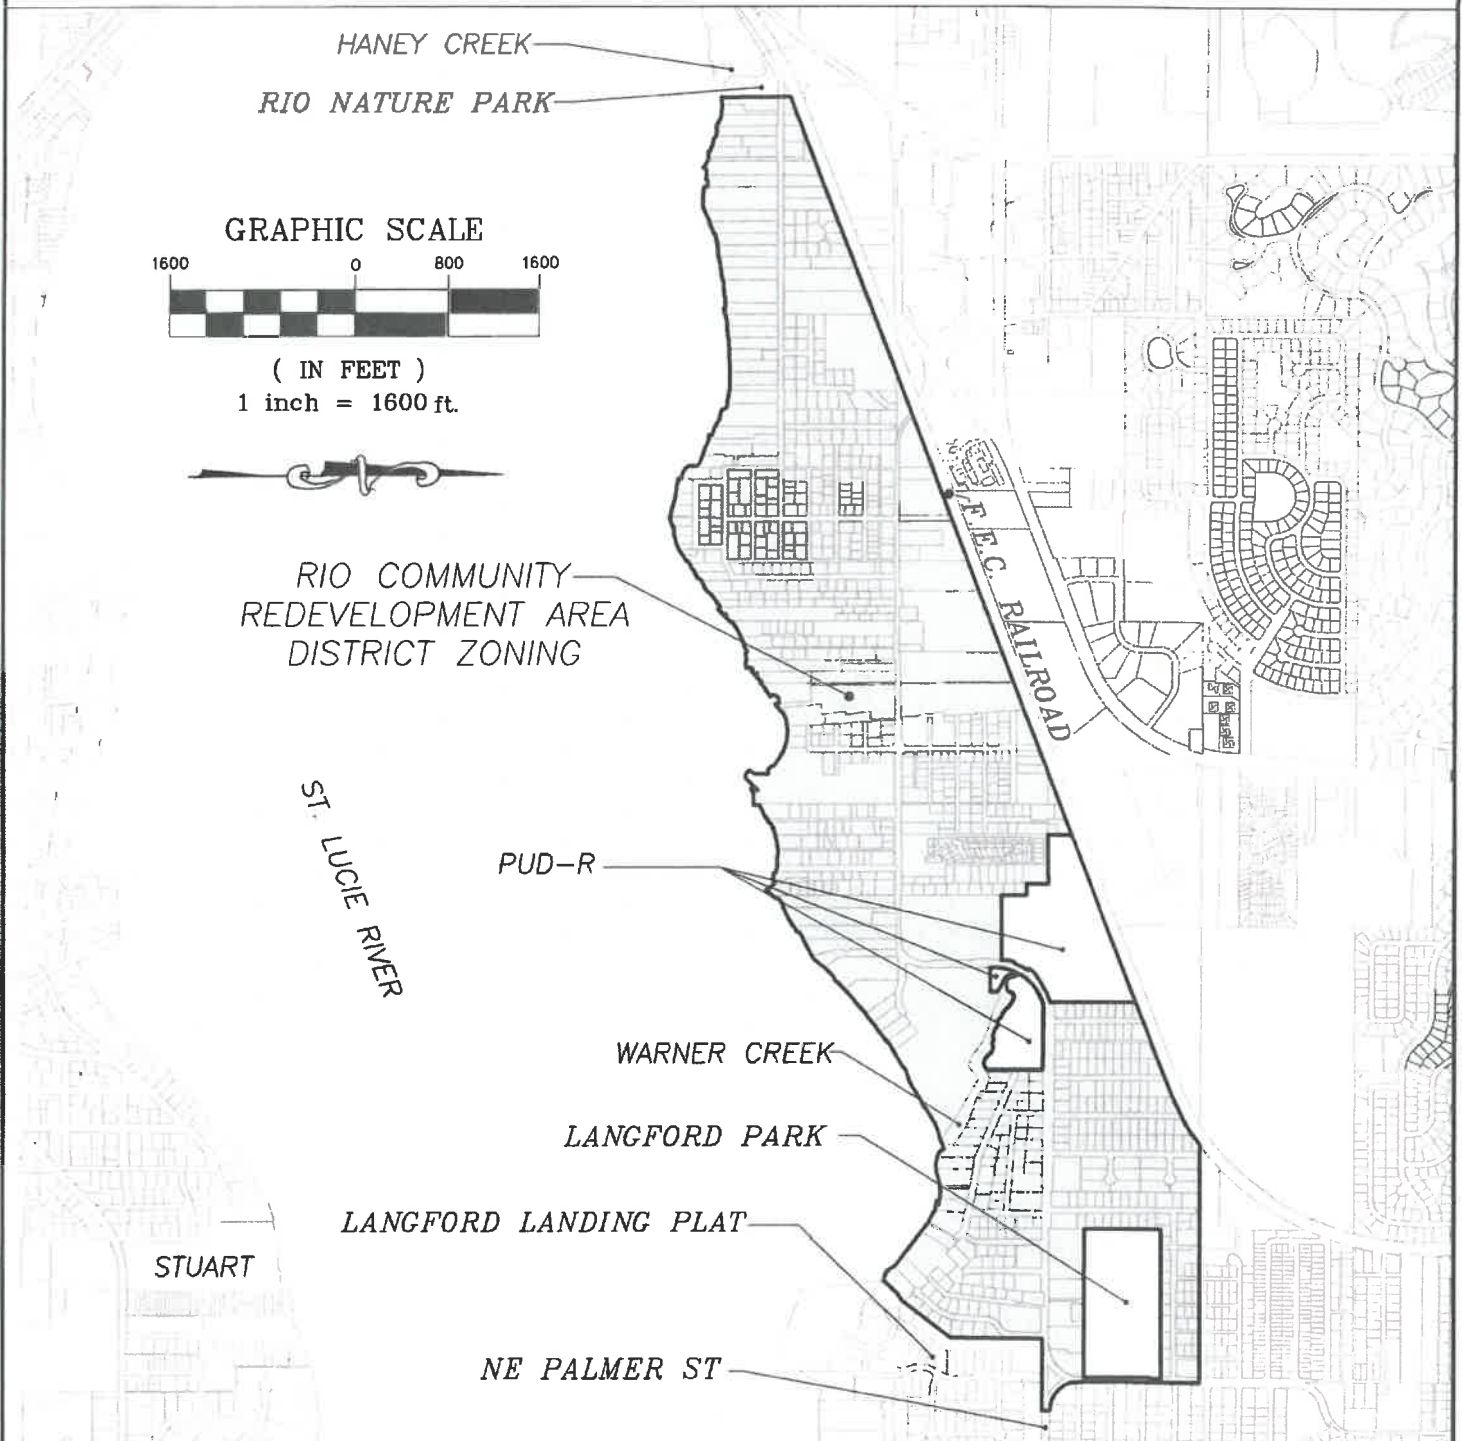 HANEY CREEK
RIO NATURE PARK
GRAPHIC SCALE
1600 0 800 1600
( IN FEET )
1 inch = 1600 ft.
F.E.C. RAILROAD
RIO COMMUNITY
REDEVELOPMENT AREA
DISTRICT ZONING
ST. LUCIE RIVER
PUD-R
WARNER CREEK
LANGFORD PARK
LANGFORD LANDING PLAT
STUART
NE PALMER ST